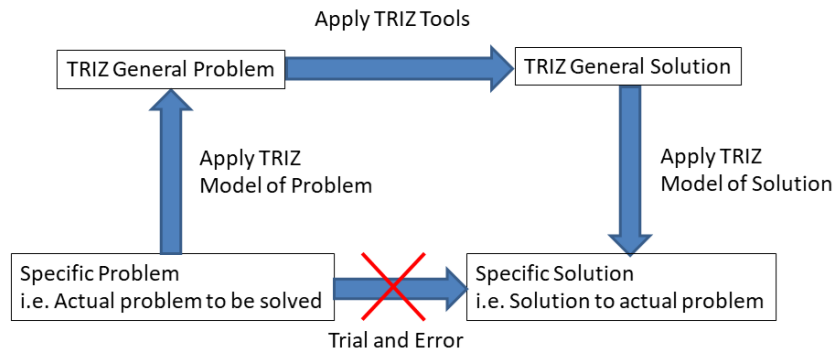 Apply TRIZ Tools
TRIZ General Problem
TRIZ General Solution
Apply TRIZ
Model of Problem
Apply TRIZ
Model of Solution
Specific Problem
i.e. Actual problem to be solved
Specific Solution
i.e. Solution to actual problem
Trial and Error